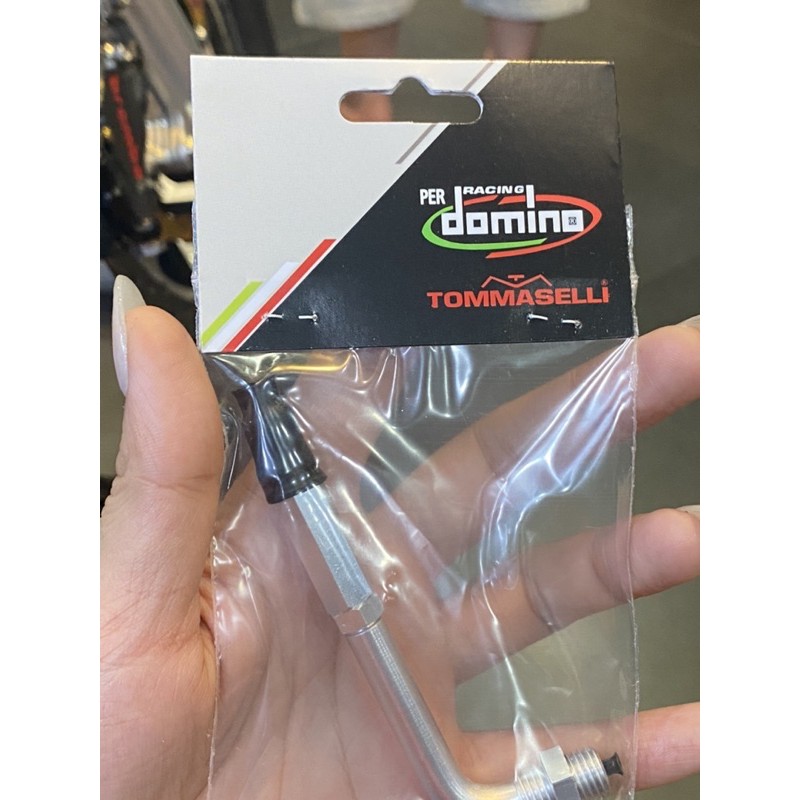 PER
RACING
domino
TOMMASELLI